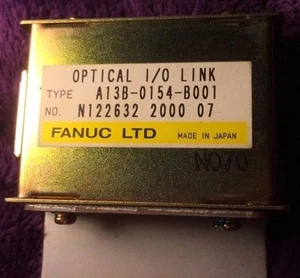 OPTICAL I/O LINK
TYPE A13B-0154-B001
NO. N122632 2000 07
FANUC LTD MADE IN JAPAN